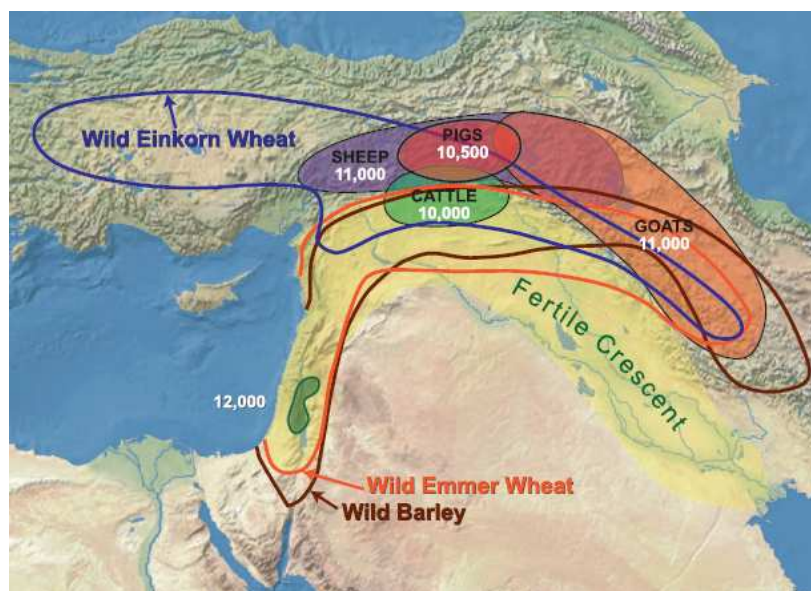 Wild Einkorn Wheat
PIGS
10,500
SHEEP
11,000
CATTLE
10,000
GOATS
11,000
Fertile Crescent
12,000
Wild Emmer Wheat
Wild Barley